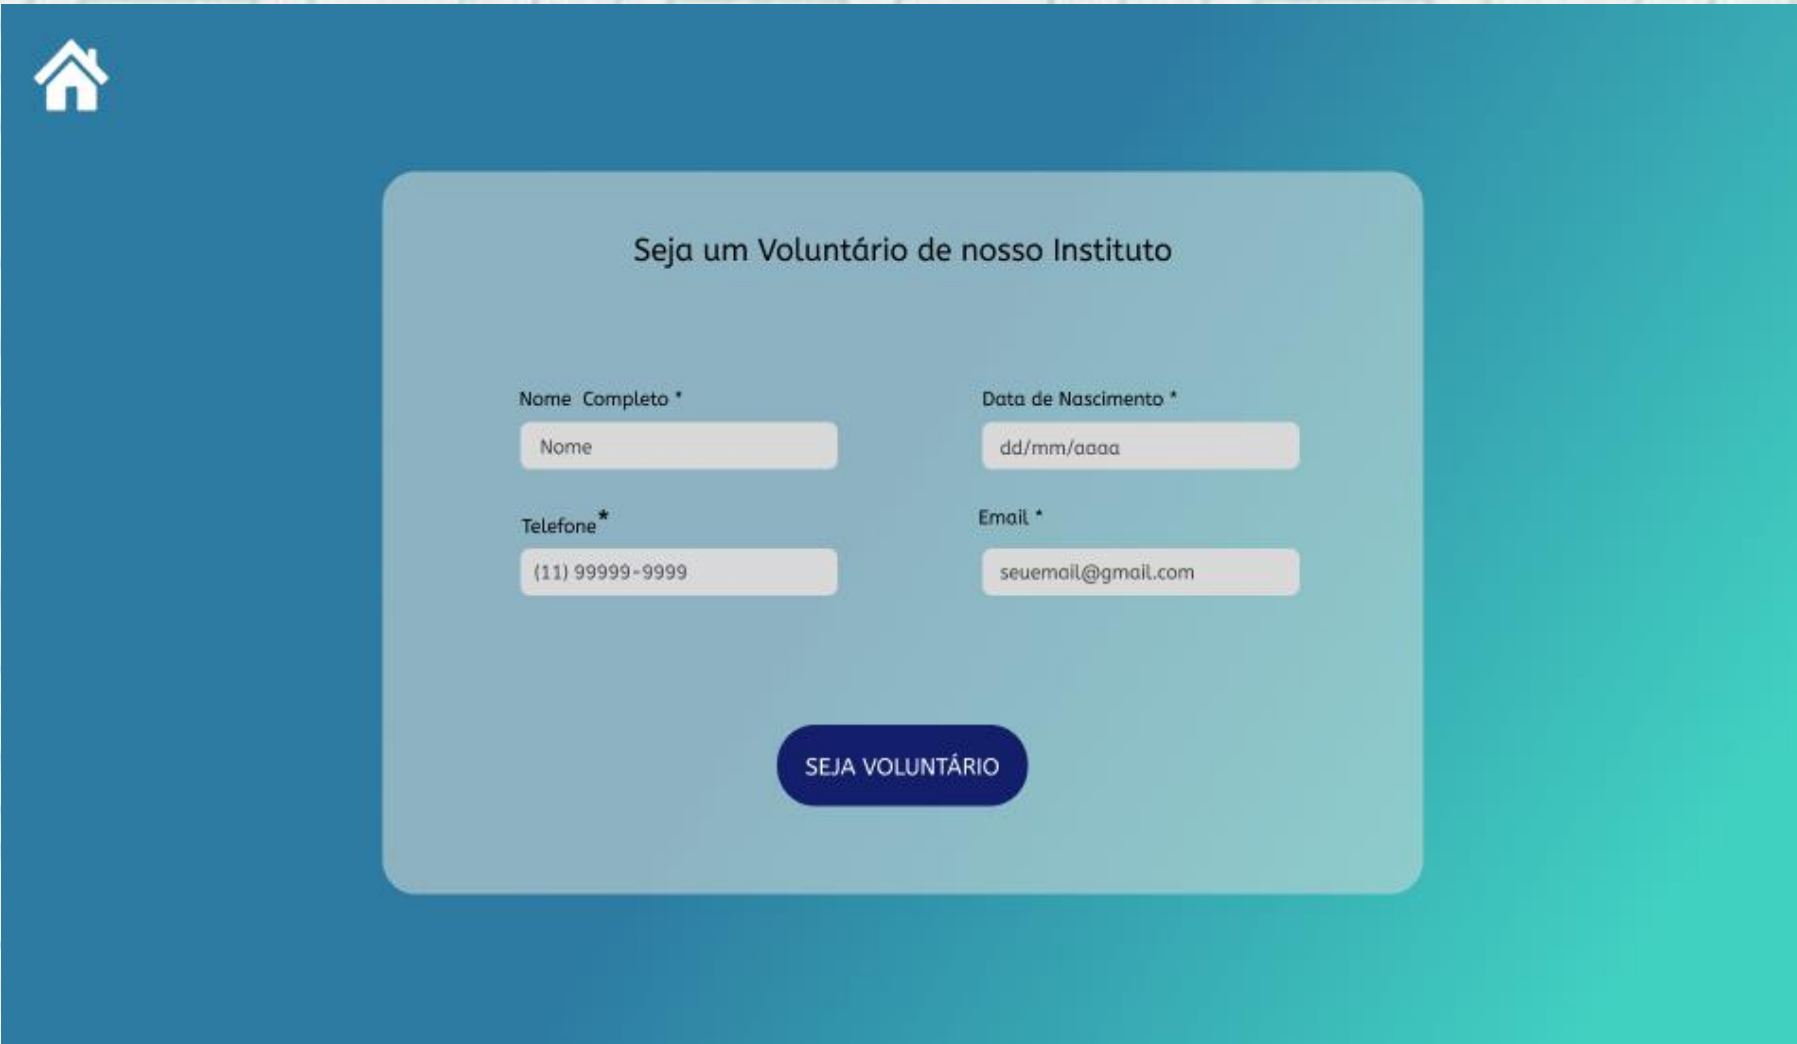 Seja um Voluntário de nosso Instituto
Nome Completo *
Data de Nascimento *
Nome
dd/mm/aaaa
Telefone*
Email *
(11) 99999-9999
seuemail@gmail.com
SEJA VOLUNTÁRIO